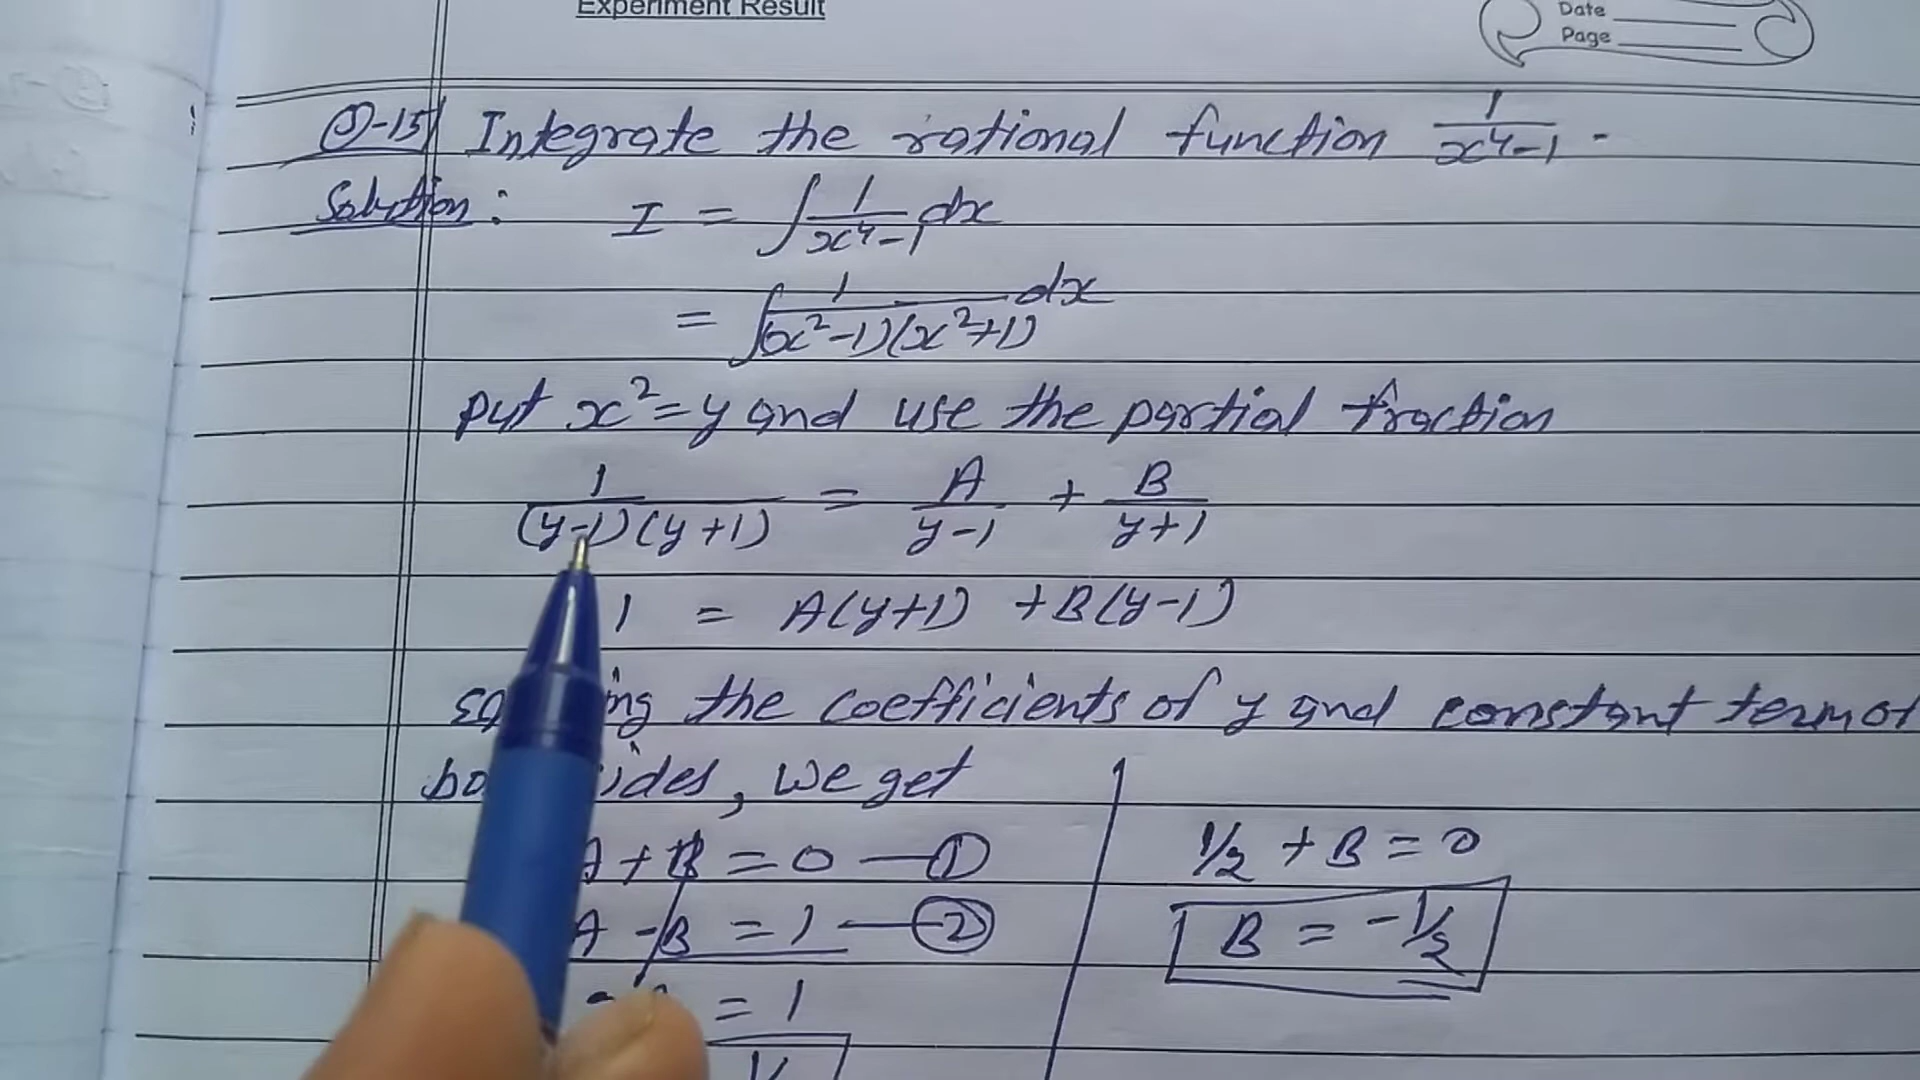 Experiment Result
Date
Page
Q-15 Integrate the rational function 1/(x⁴-1) .
Solution : I = ∫ 1/(x⁴-1) dx
= ∫ 1/((x²-1)(x²+1)) dx
put x² = y and use the partial fraction
1/((y-1)(y+1)) = A/(y-1) + B/(y+1)
1 = A(y+1) + B(y-1)
the coefficients of y and constant term of
, we get
A + B = 0 — ①
A - B = 1 — ②
= 1
1/2 + B = 0
B = -1/2